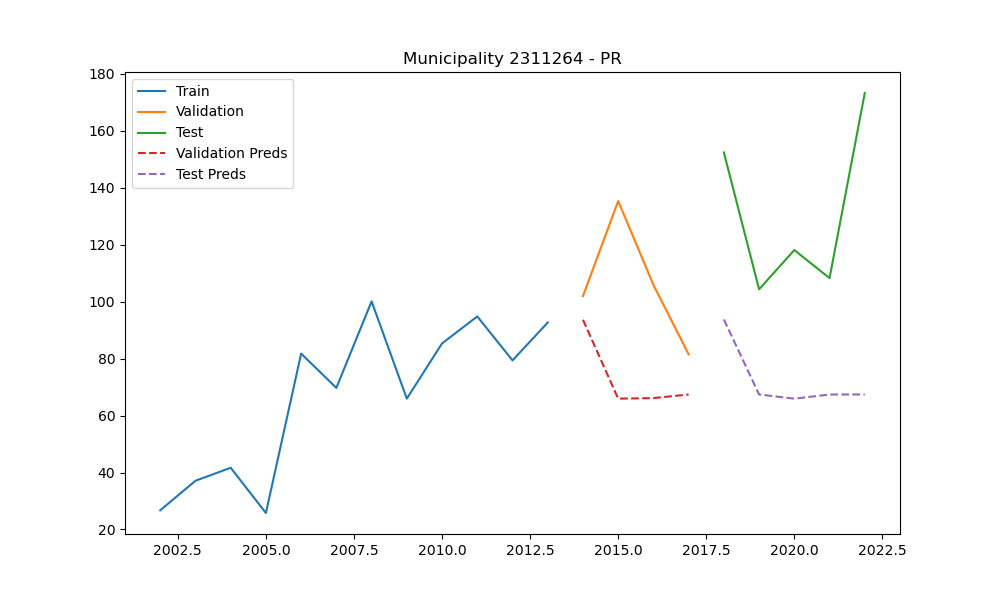 Municipality 2311264 - PR
180
160
140
120
100
80
60
40
20
Train
Validation
Test
Validation Preds
Test Preds
2002.5 2005.0 2007.5 2010.0 2012.5 2015.0 2017.5 2020.0 2022.5